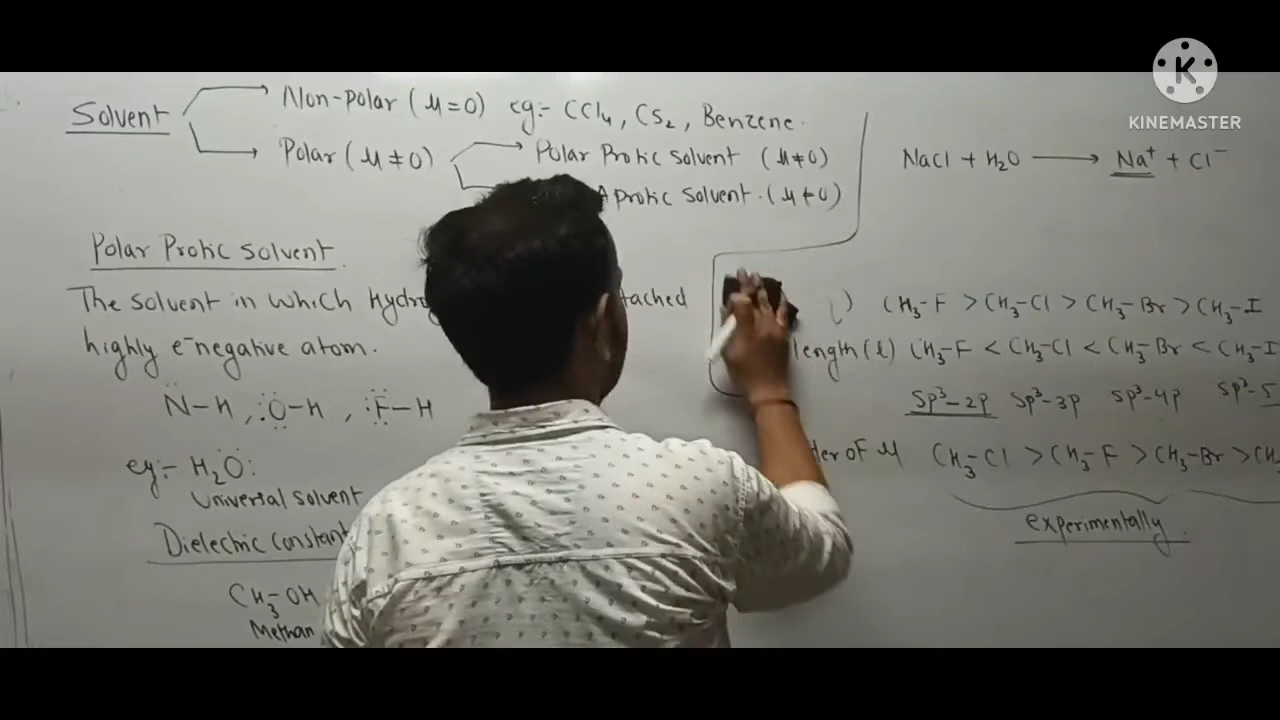 KINEMASTER
Solvent
Non-polar (μ=0) eg:- CCl₄, CS₂, Benzene.
Polar (μ≠0)
Polar Protic Solvent (μ≠0)
Aprotic Solvent. (μ≠0)
NaCl + H₂O ⟶ Na⁺ + Cl⁻
Polar Protic Solvent
The solvent in which Hydro tached
highly e⁻negative atom.
N̈-H, :Ö-H, :F̈-H
eg:- H₂O:
Universal solvent
Dielectric constant
CH₃-OH
Methan
CH₃-F > CH₃-Cl > CH₃-Br > CH₃-I
length (l) CH₃-F < CH₃-Cl < CH₃-Br < CH₃-I
Sp³-2p Sp³-3p Sp³-4p Sp³-5
der of μ CH₃-Cl > CH₃-F > CH₃-Br > CH
experimentally